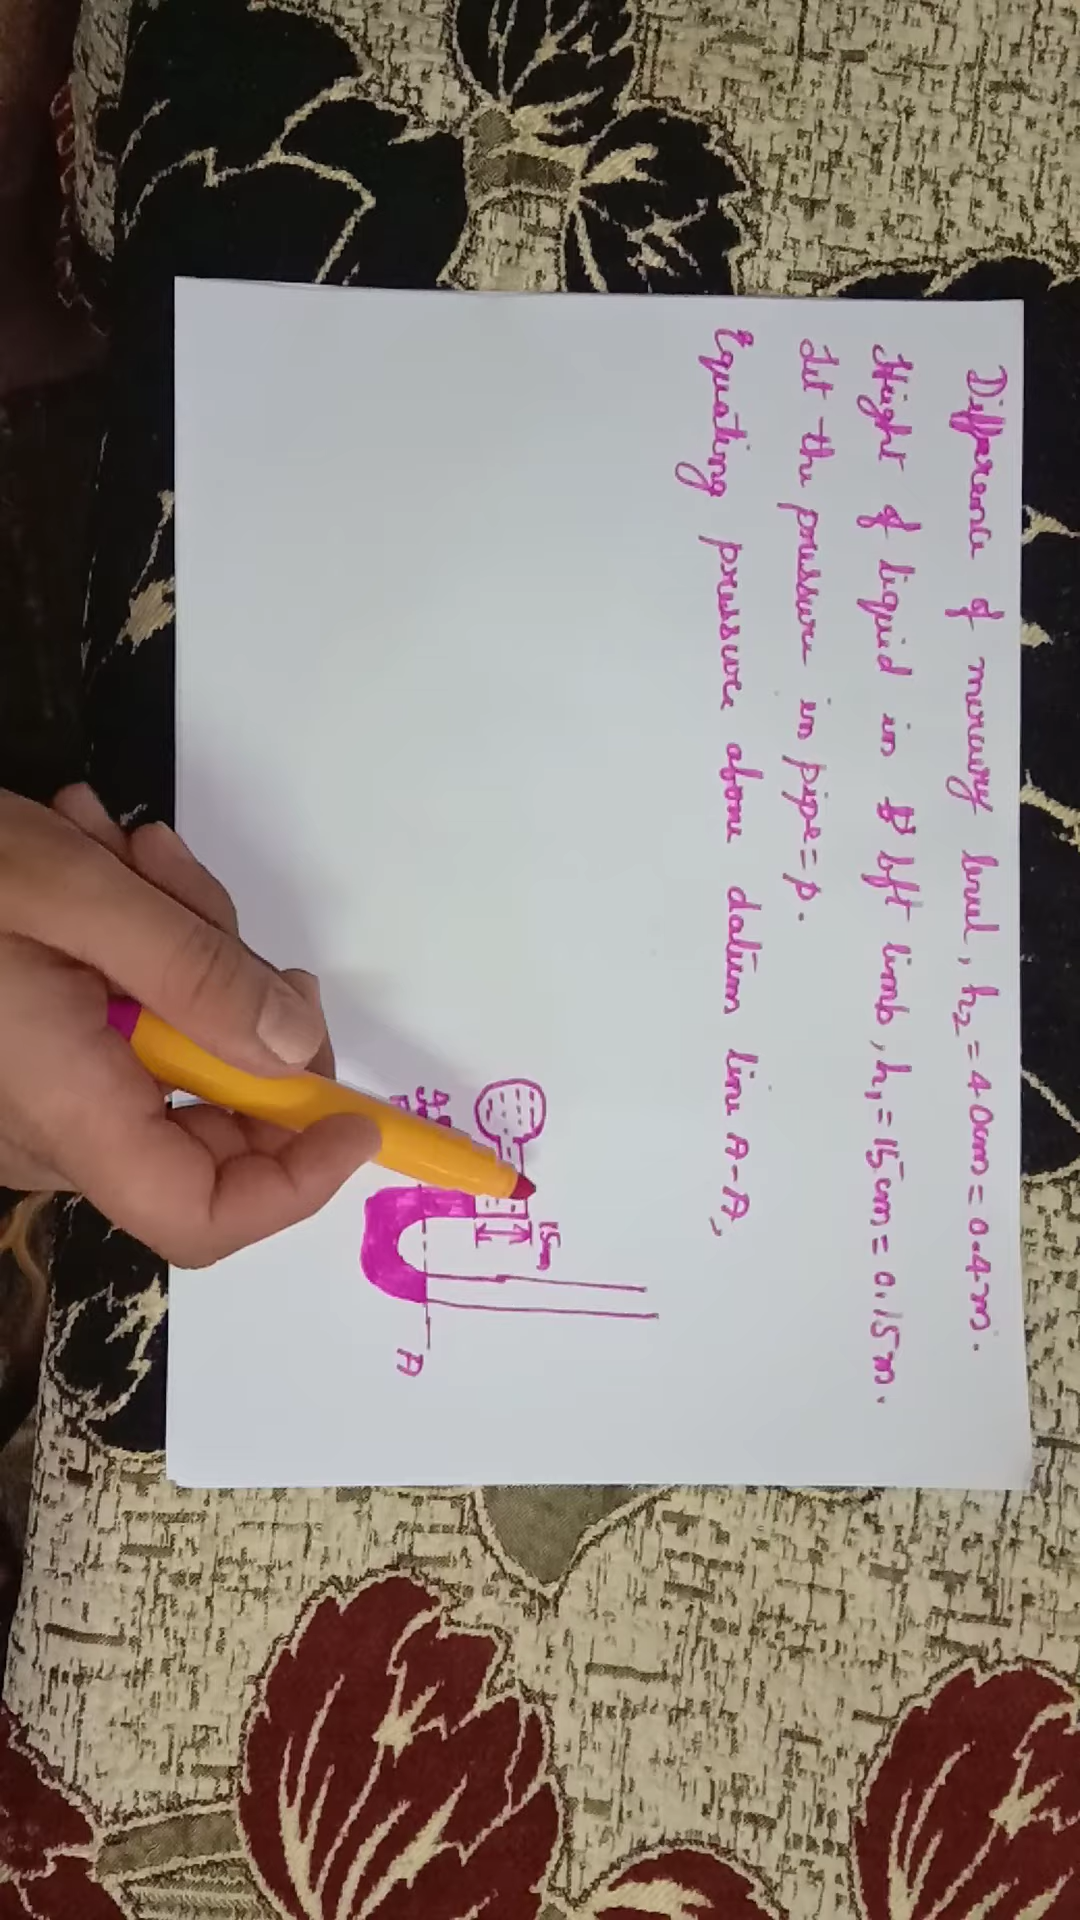 Difference of mercury level, h₂ = 40cm = 0.4m.
Height of liquid in left limb, h₁ = 15cm = 0.15m.
Let the pressure in pipe = p.
Equating pressure above datum line A-A,
15cm
A